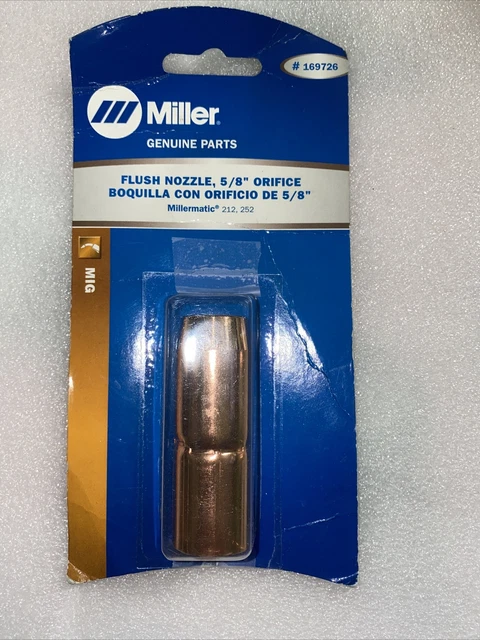 # 169726
Miller®
GENUINE PARTS
FLUSH NOZZLE, 5/8" ORIFICE
BOQUILLA CON ORIFICIO DE 5/8"
Millermatic® 212, 252
MIG